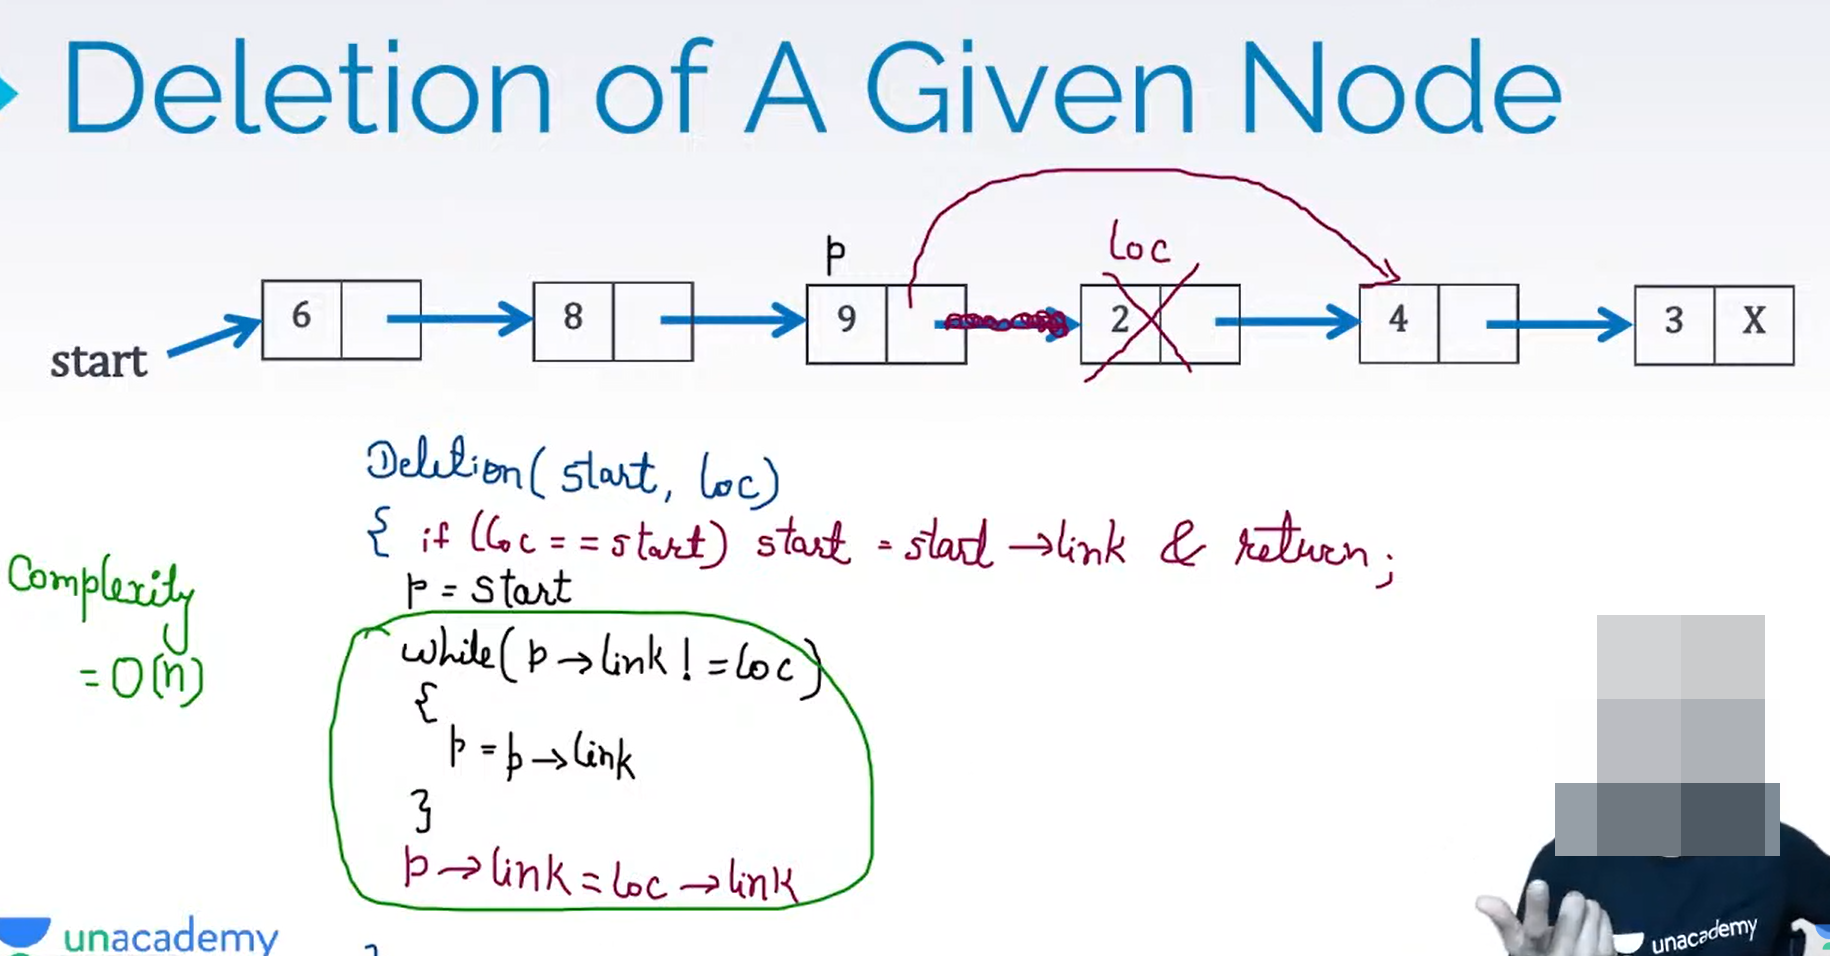 Deletion of A Given Node
p
loc
start
6
8
9
2
4
3 X
Deletion( start, loc)
{ if (loc == start) start = start →link & return;
Complexity
= O(n)
p = start
while( p → link != loc)
{
p = p → link
}
p → link = loc → link
}
unacademy
unacademy